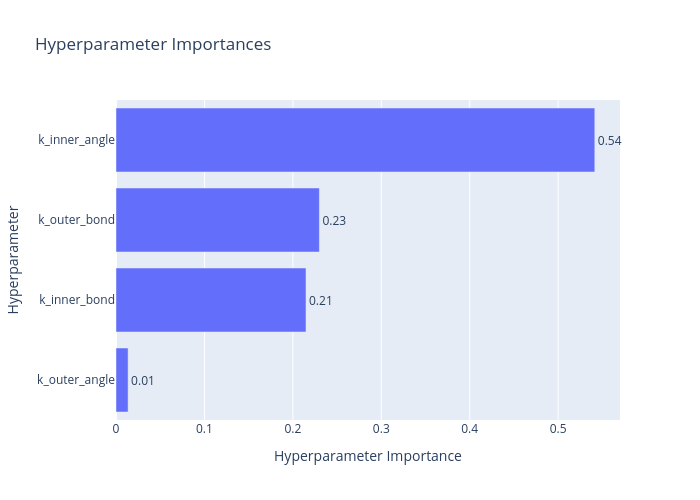 Hyperparameter Importances
k_inner_angle
0.54
k_outer_bond
0.23
k_inner_bond
0.21
k_outer_angle
0.01
0
0.1
0.2
0.3
0.4
0.5
Hyperparameter Importance
Hyperparameter